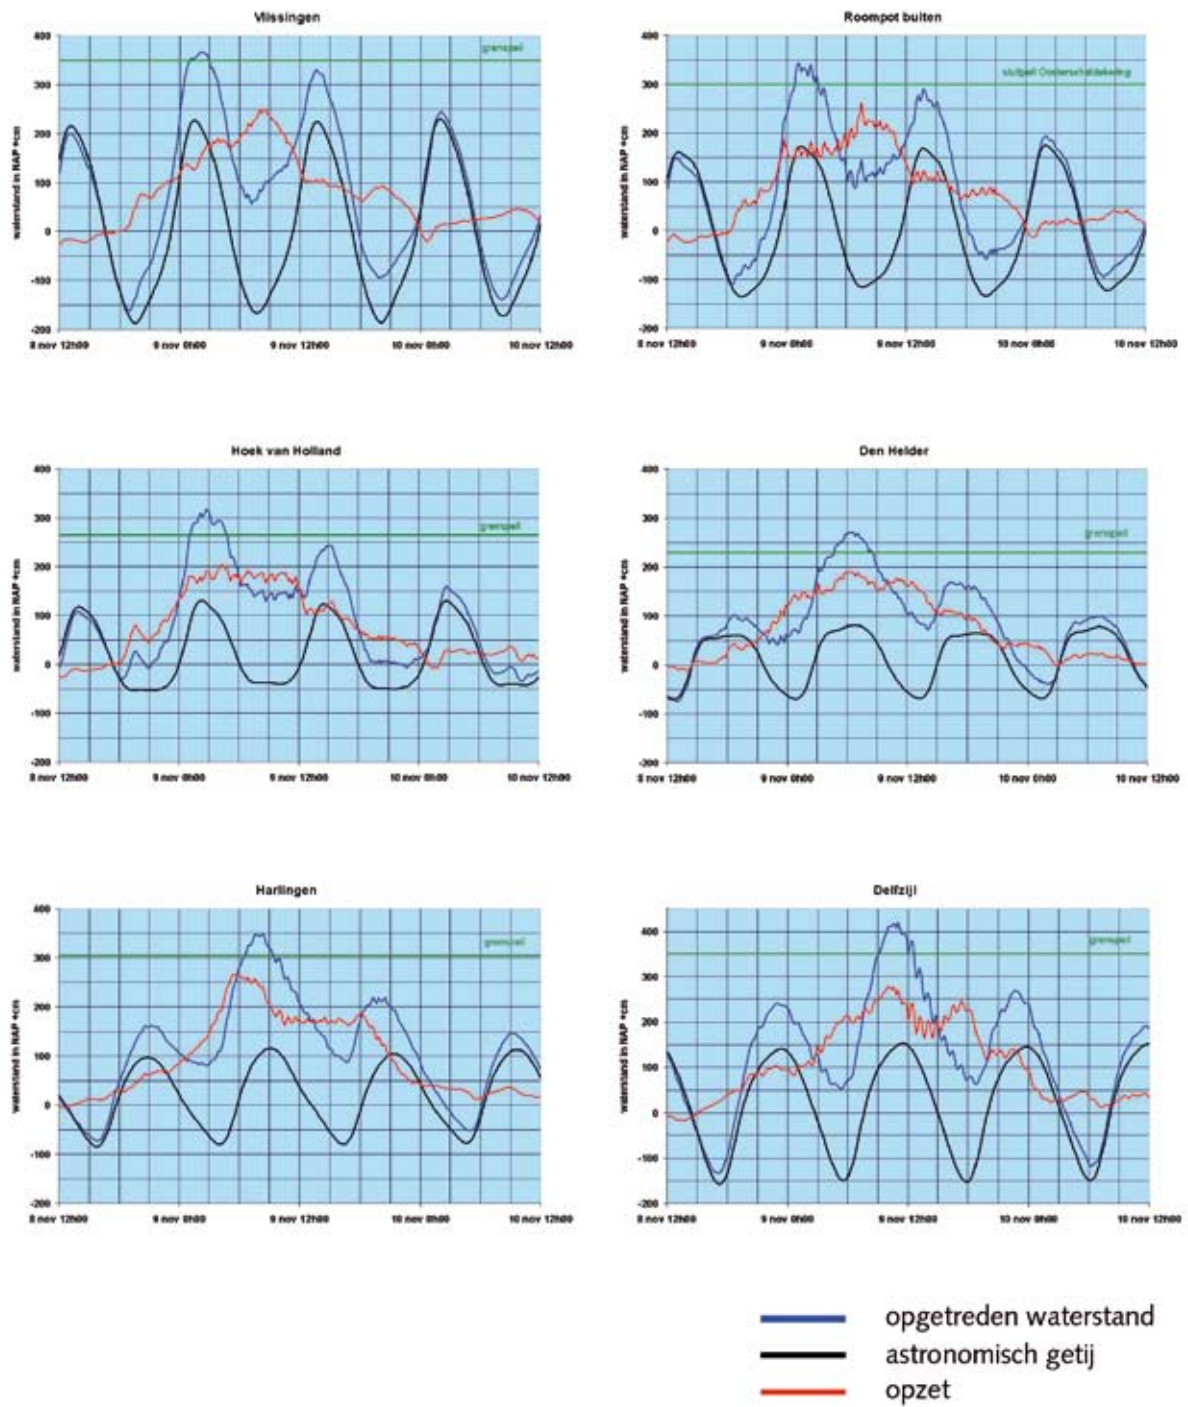 Vlissingen
Roompot buiten
400
300
200
100
0
-100
-200
waterstand in NAP +cm
grenspeil
8 nov 12h00
9 nov 0h00
9 nov 12h00
10 nov 0h00
10 nov 12h00
400
300
200
100
0
-100
-200
waterstand in NAP +cm
sluitpeil Oosterscheldekering
8 nov 12h00
9 nov 0h00
9 nov 12h00
10 nov 0h00
10 nov 12h00
Hoek van Holland
Den Helder
400
300
200
100
0
-100
-200
waterstand in NAP +cm
grenspeil
8 nov 12h00
9 nov 0h00
9 nov 12h00
10 nov 0h00
10 nov 12h00
400
300
200
100
0
-100
-200
waterstand in NAP +cm
grenspeil
8 nov 12h00
9 nov 0h00
9 nov 12h00
10 nov 0h00
10 nov 12h00
Harlingen
Delfzijl
400
300
200
100
0
-100
-200
waterstand in NAP +cm
grenspeil
8 nov 12h00
9 nov 0h00
9 nov 12h00
10 nov 0h00
10 nov 12h00
400
300
200
100
0
-100
-200
waterstand in NAP +cm
grenspeil
8 nov 12h00
9 nov 0h00
9 nov 12h00
10 nov 0h00
10 nov 12h00
opgetreden waterstand
astronomisch getij
opzet